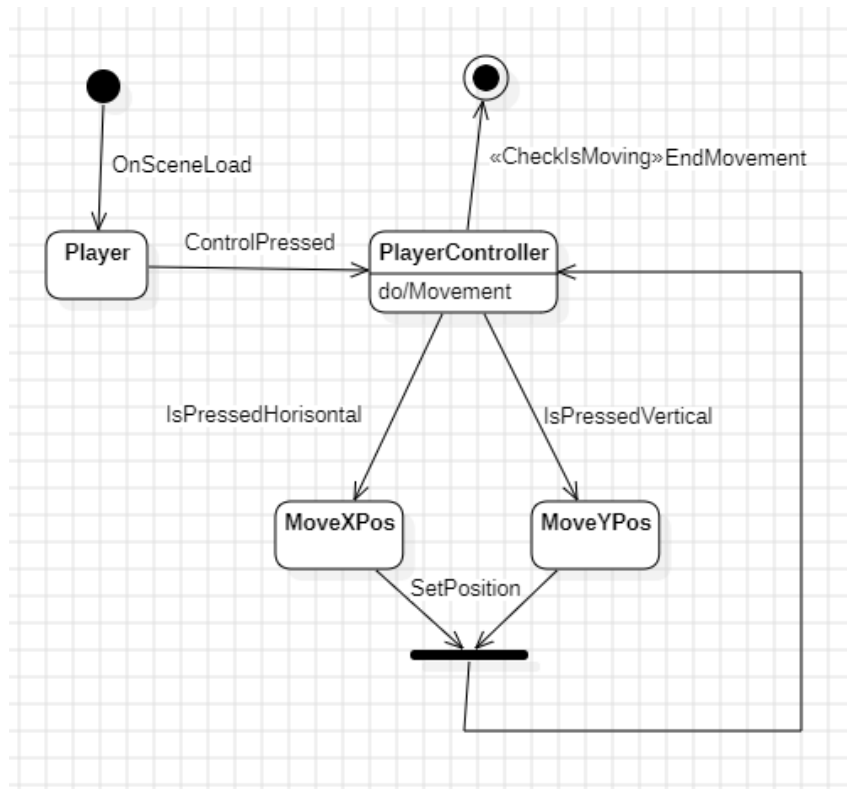 OnSceneLoad
«CheckIsMoving»EndMovement
Player
ControlPressed
PlayerController
do/Movement
IsPressedHorisontal
IsPressedVertical
MoveXPos
MoveYPos
SetPosition